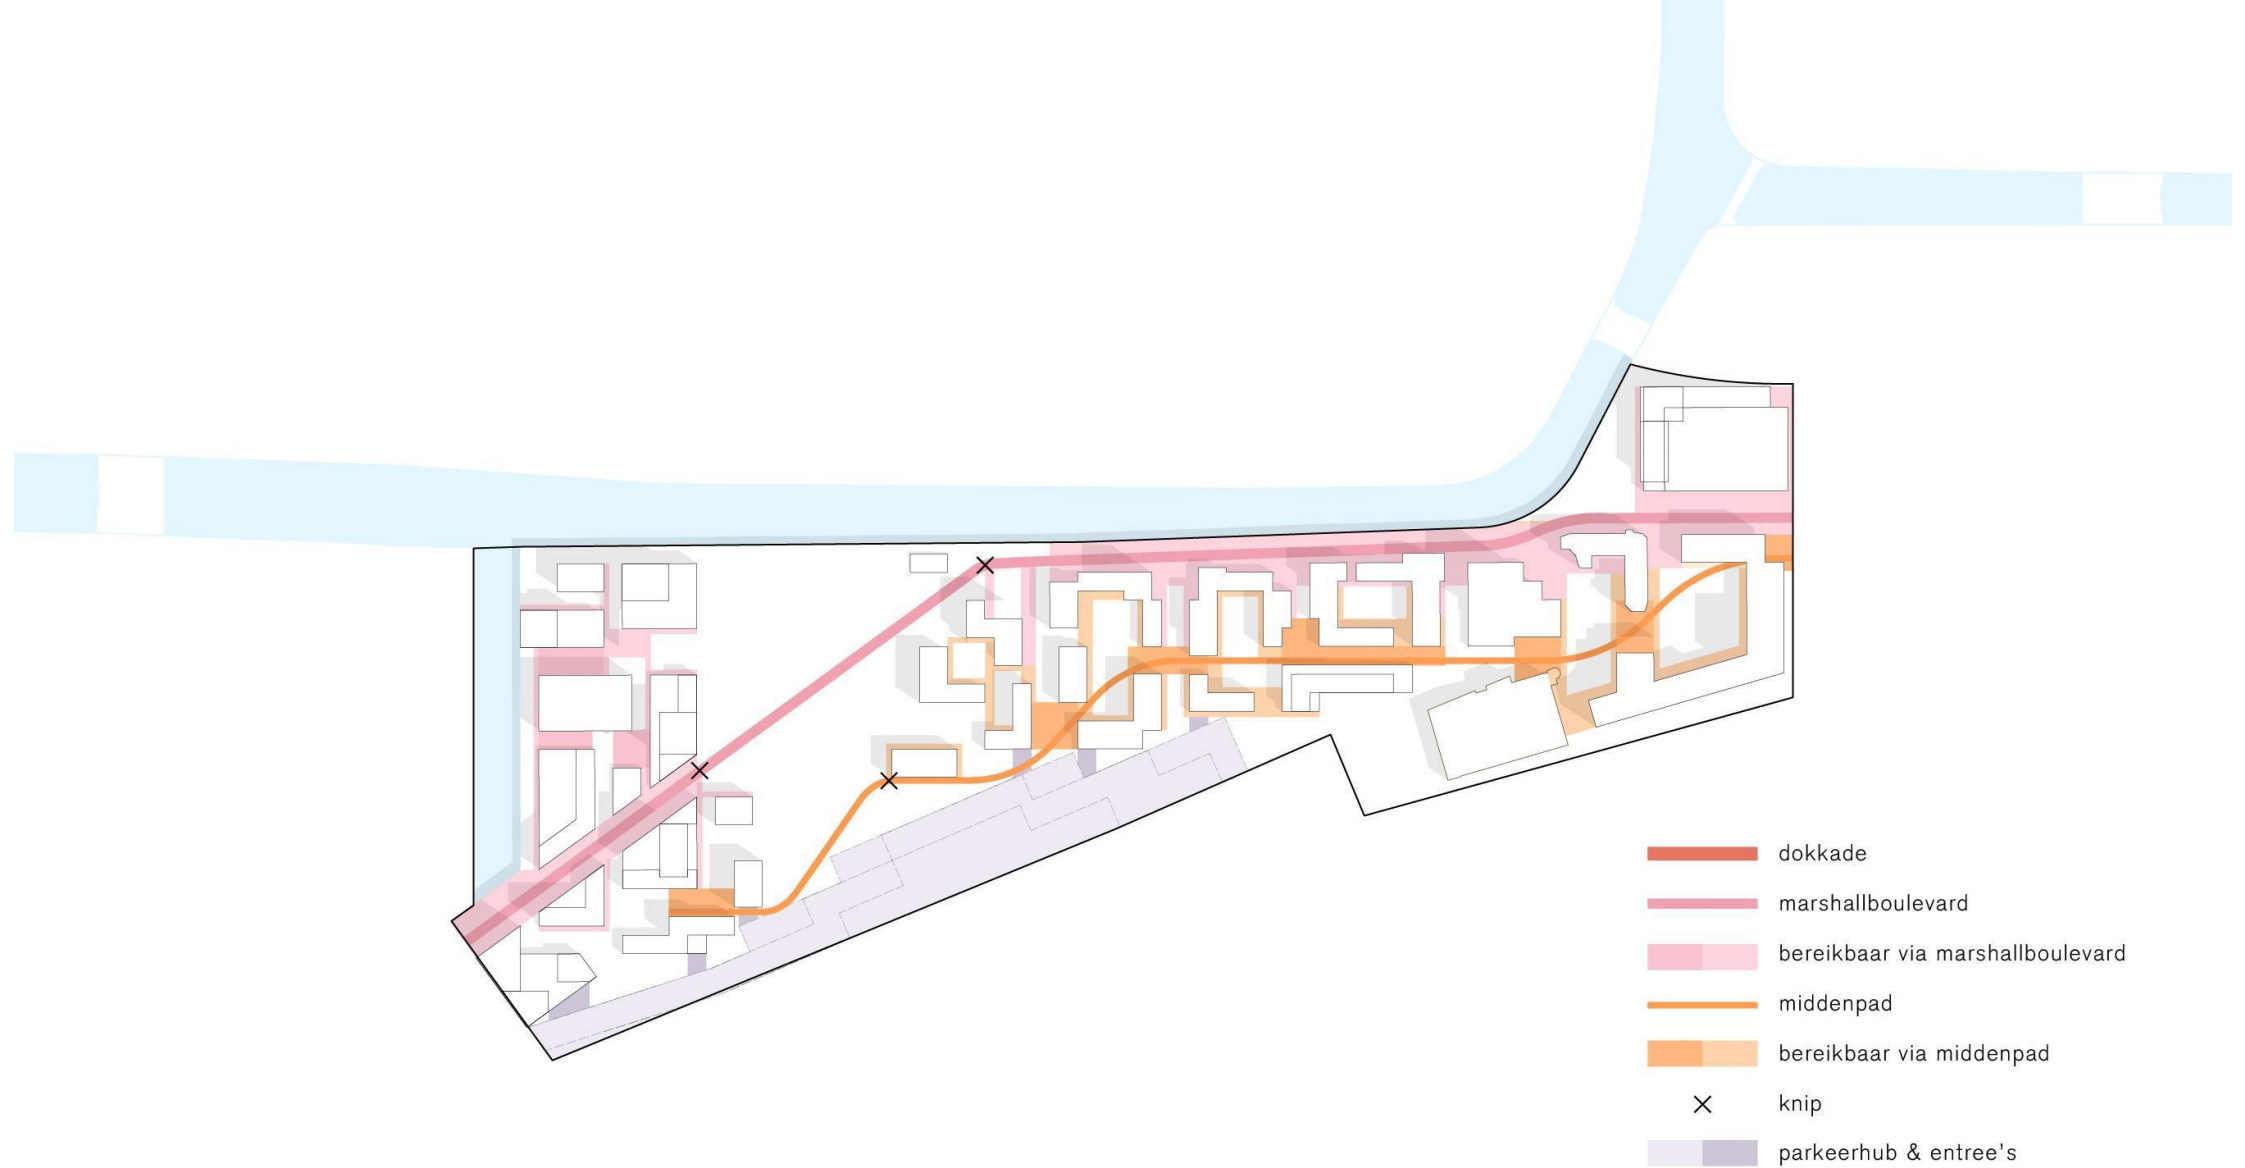 dokkade
marshallboulevard
bereikbaar via marshallboulevard
middenpad
bereikbaar via middenpad
knip
parkeerhub & entree's